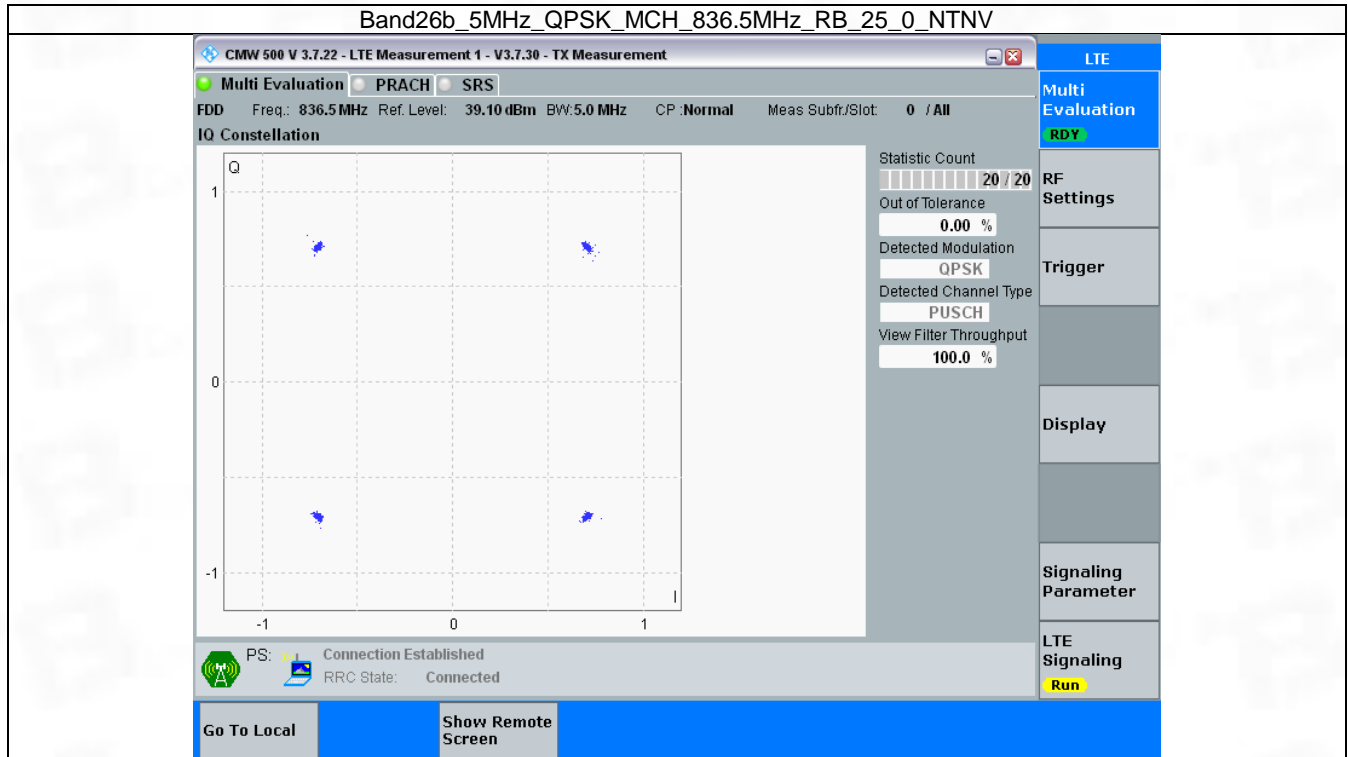 Band26b_5MHz_QPSK_MCH_836.5MHz_RB_25_0_NTNV
CMW 500 V 3.7.22 - LTE Measurement 1 - V3.7.30 - TX Measurement
LTE
Multi Evaluation PRACH SRS
Multi
Evaluation
RDY
FDD Freq.: 836.5 MHz Ref. Level: 39.10 dBm BW: 5.0 MHz CP : Normal Meas Subfr./Slot: 0 / All
IQ Constellation
Q
1
0
-1
I
-1 0 1
Statistic Count
20 / 20
Out of Tolerance
0.00 %
Detected Modulation
QPSK
Detected Channel Type
PUSCH
View Filter Throughput
100.0 %
RF
Settings
Trigger
Display
Signaling
Parameter
LTE
Signaling
Run
PS: Connection Established
RRC State: Connected
Go To Local
Show Remote
Screen